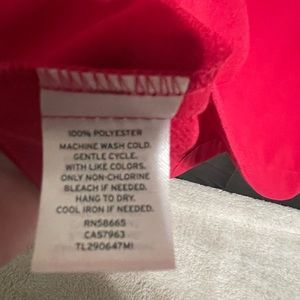 100% POLYESTER
MACHINE WASH COLD.
GENTLE CYCLE.
WITH LIKE COLORS.
ONLY NON-CHLORINE
BLEACH IF NEEDED.
HANG TO DRY.
COOL IRON IF NEEDED.
RN58665
CA57963
TL290647MI